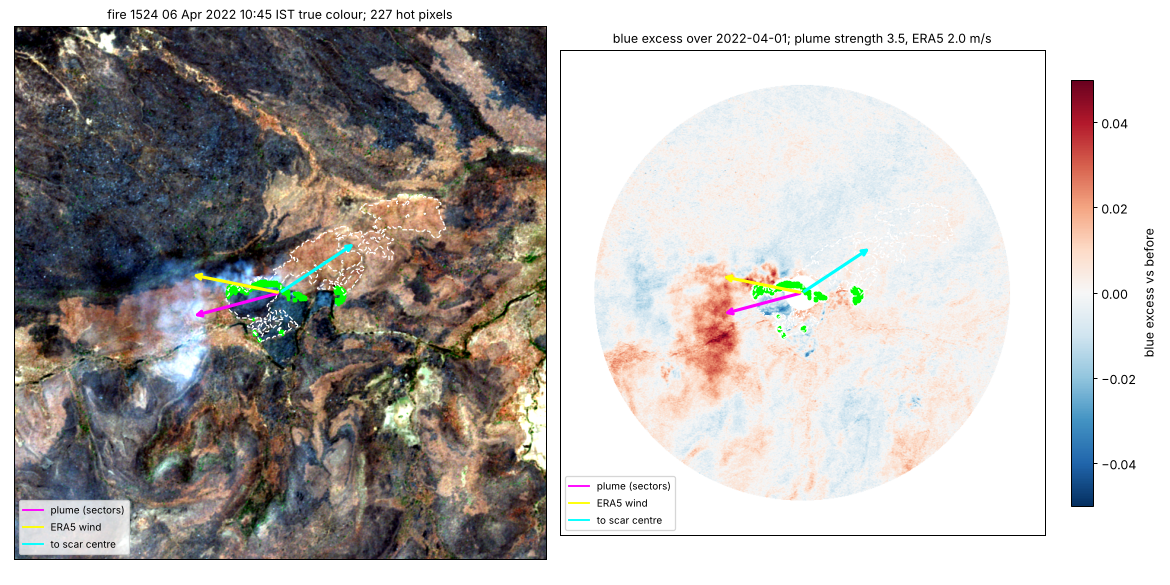 fire 1524 06 Apr 2022 10:45 IST true colour; 227 hot pixels
plume (sectors)
ERA5 wind
to scar centre
blue excess over 2022-04-01; plume strength 3.5, ERA5 2.0 m/s
plume (sectors)
ERA5 wind
to scar centre
0.04
0.02
0.00
−0.02
−0.04
blue excess vs before